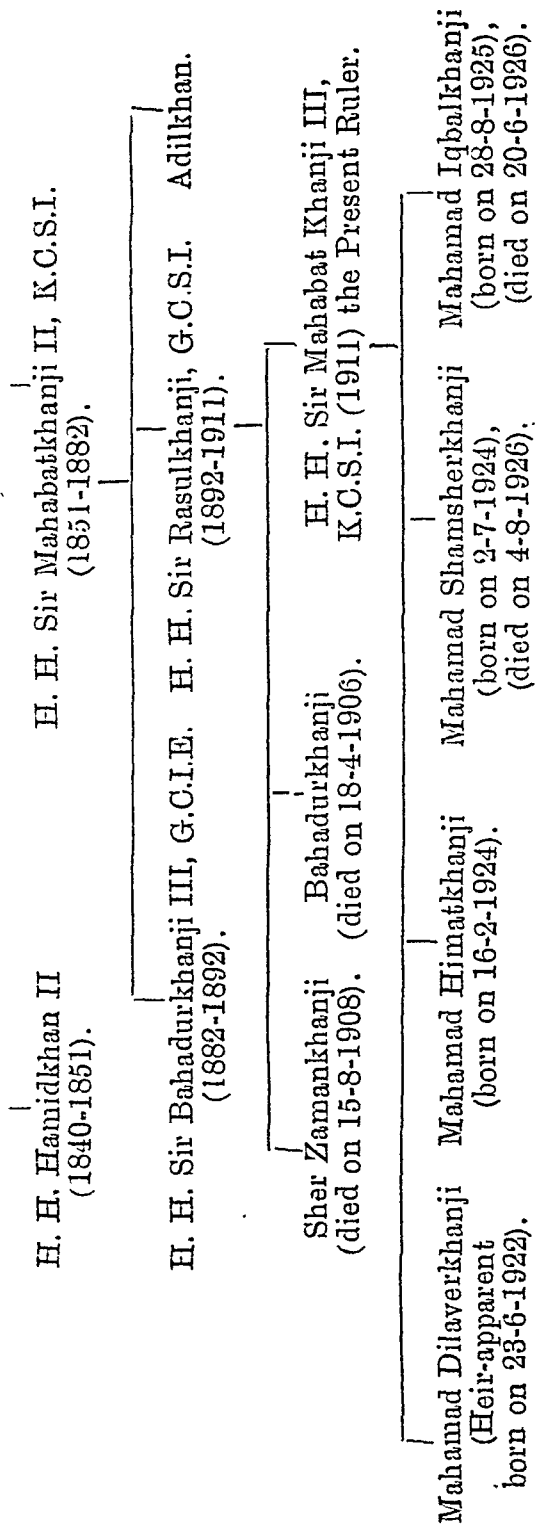 H. H. Hamidkhan II
(1840-1851).
H. H. Sir Mahabatkhanji II, K.C.S.I.
(1851-1882).
H. H. Sir Bahadurkhanji III, G.C.I.E.
(1882-1892).
H. H. Sir Rasulkhanji, G.C.S.I.
(1892-1911).
Adilkhan.
Sher Zamankhanji
(died on 15-8-1908).
Bahadurkhanji
(died on 18-4-1906).
H. H. Sir Mahabat Khanji III,
K.C.S.I. (1911) the Present Ruler.
Mahamad Dilaverkhanji
(Heir-apparent
born on 23-6-1922).
Mahamad Himatkhanji
(born on 16-2-1924).
Mahamad Shamsherkhanji
(born on 2-7-1924),
(died on 4-8-1926).
Mahamad Iqbalkhanji
(born on 28-8-1925),
(died on 20-6-1926).